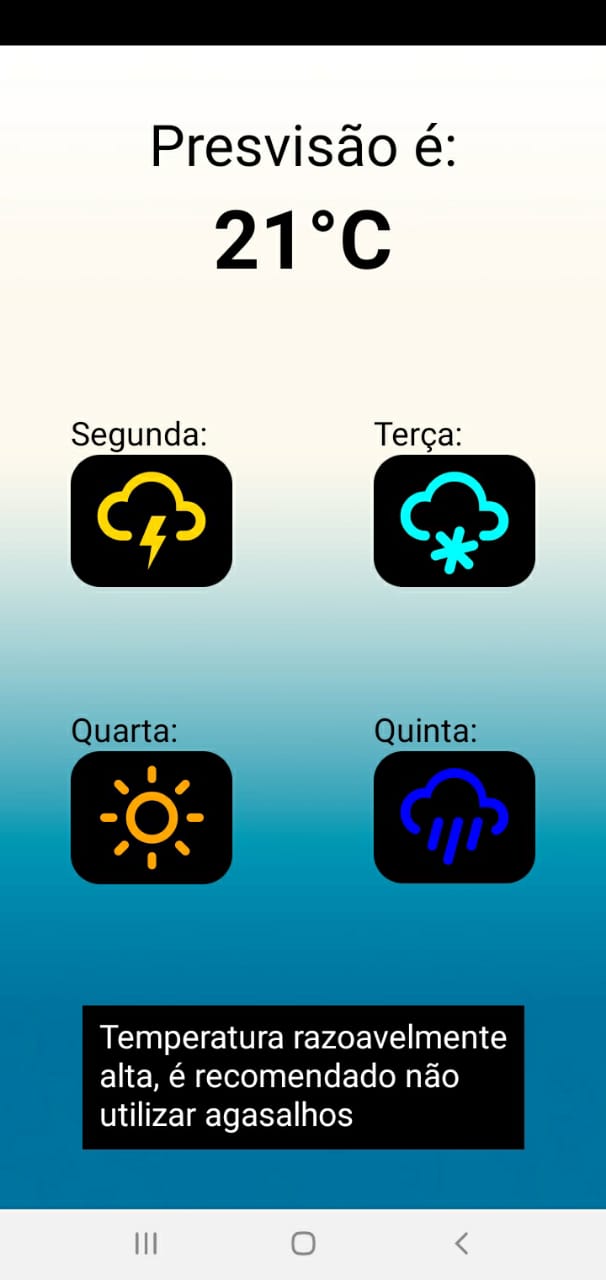 Presvisão é:
21°C
Segunda:
Terça:
Quarta:
Quinta:
Temperatura razoavelmente
alta, é recomendado não
utilizar agasalhos